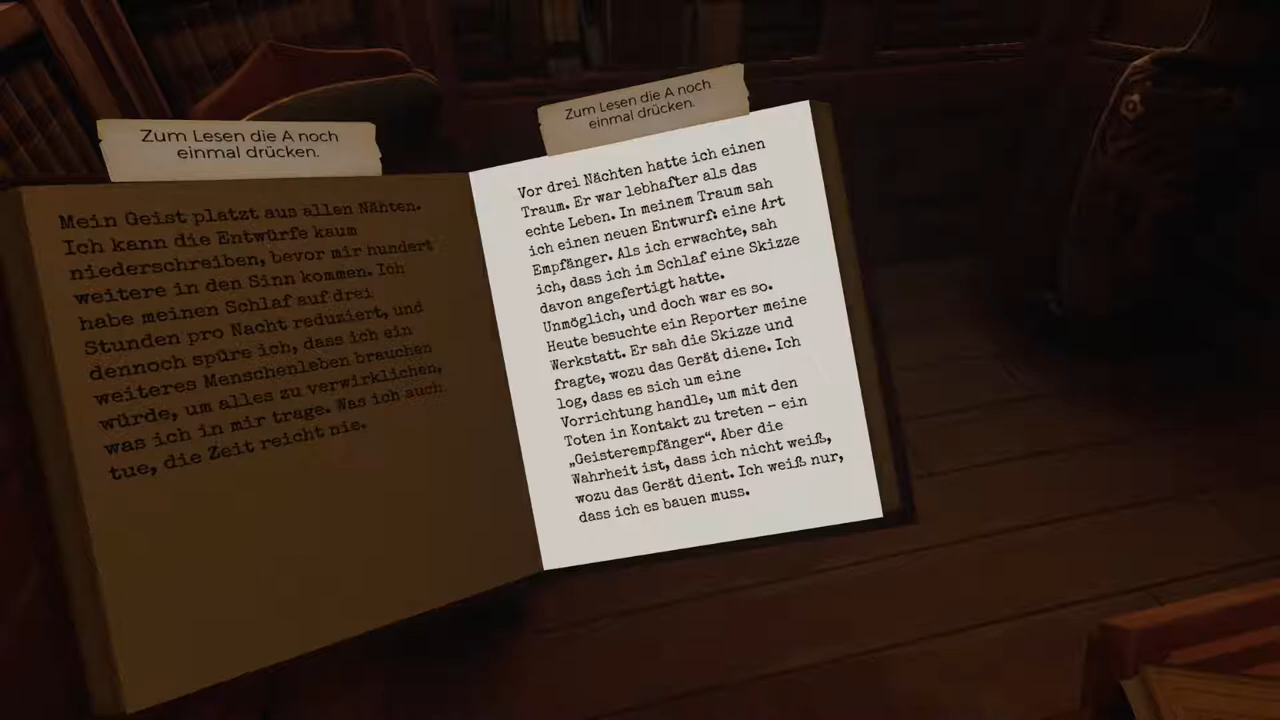 Zum Lesen die A noch
einmal drücken.
Mein Geist platzt aus allen Nähten.
Ich kann die Entwürfe kaum
niederschreiben, bevor mir hundert
weitere in den Sinn kommen. Ich
habe meinen Schlaf auf drei
Stunden pro Nacht reduziert, und
dennoch spüre ich, dass ich ein
weiteres Menschenleben brauchen
würde, um alles zu verwirklichen,
was ich in mir trage. Was ich auch
tue, die Zeit reicht nie.
Zum Lesen die A noch
einmal drücken.
Vor drei Nächten hatte ich einen
Traum. Er war lebhafter als das
echte Leben. In meinem Traum sah
ich einen neuen Entwurf: eine Art
Empfänger. Als ich erwachte, sah
ich, dass ich im Schlaf eine Skizze
davon angefertigt hatte.
Unmöglich, und doch war es so.
Heute besuchte ein Reporter meine
Werkstatt. Er sah die Skizze und
fragte, wozu das Gerät diene. Ich
log, dass es sich um eine
Vorrichtung handle, um mit den
Toten in Kontakt zu treten – ein
„Geisterempfänger“. Aber die
Wahrheit ist, dass ich nicht weiß,
wozu das Gerät dient. Ich weiß nur,
dass ich es bauen muss.